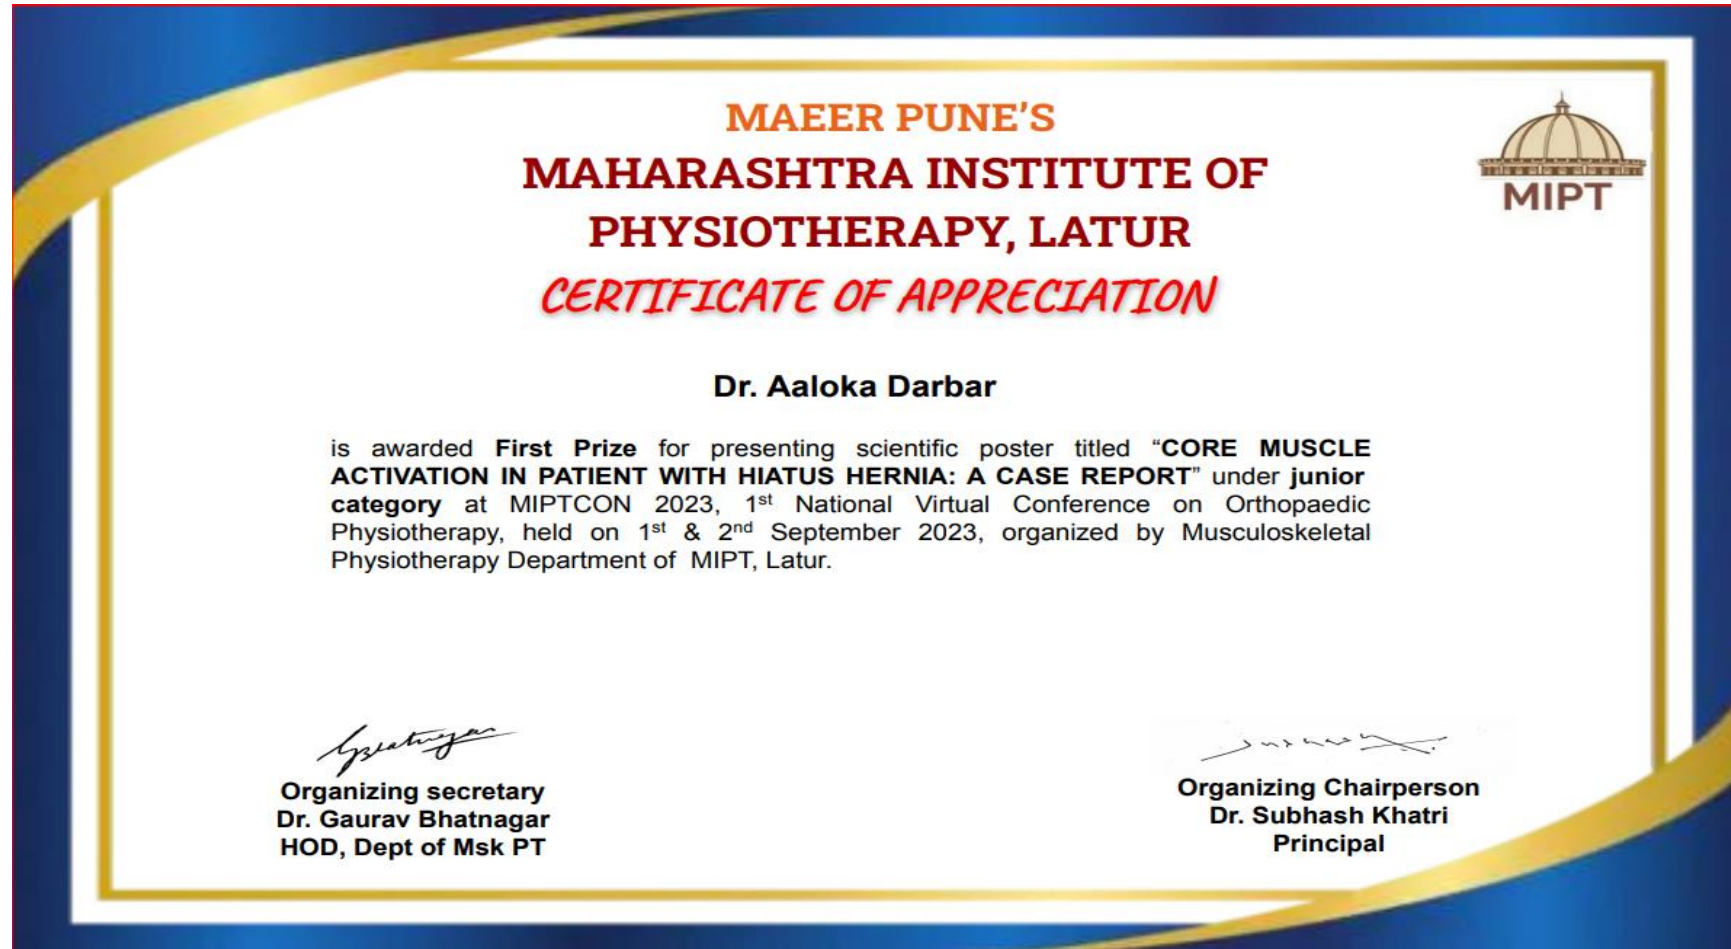 MAEER PUNE'S
MAHARASHTRA INSTITUTE OF
PHYSIOTHERAPY, LATUR
MIPT
CERTIFICATE OF APPRECIATION
Dr. Aaloka Darbar
is awarded First Prize for presenting scientific poster titled “CORE MUSCLE
ACTIVATION IN PATIENT WITH HIATUS HERNIA: A CASE REPORT” under junior
category at MIPTCON 2023, 1st National Virtual Conference on Orthopaedic
Physiotherapy, held on 1st & 2nd September 2023, organized by Musculoskeletal
Physiotherapy Department of MIPT, Latur.
Organizing secretary
Dr. Gaurav Bhatnagar
HOD, Dept of Msk PT
Organizing Chairperson
Dr. Subhash Khatri
Principal